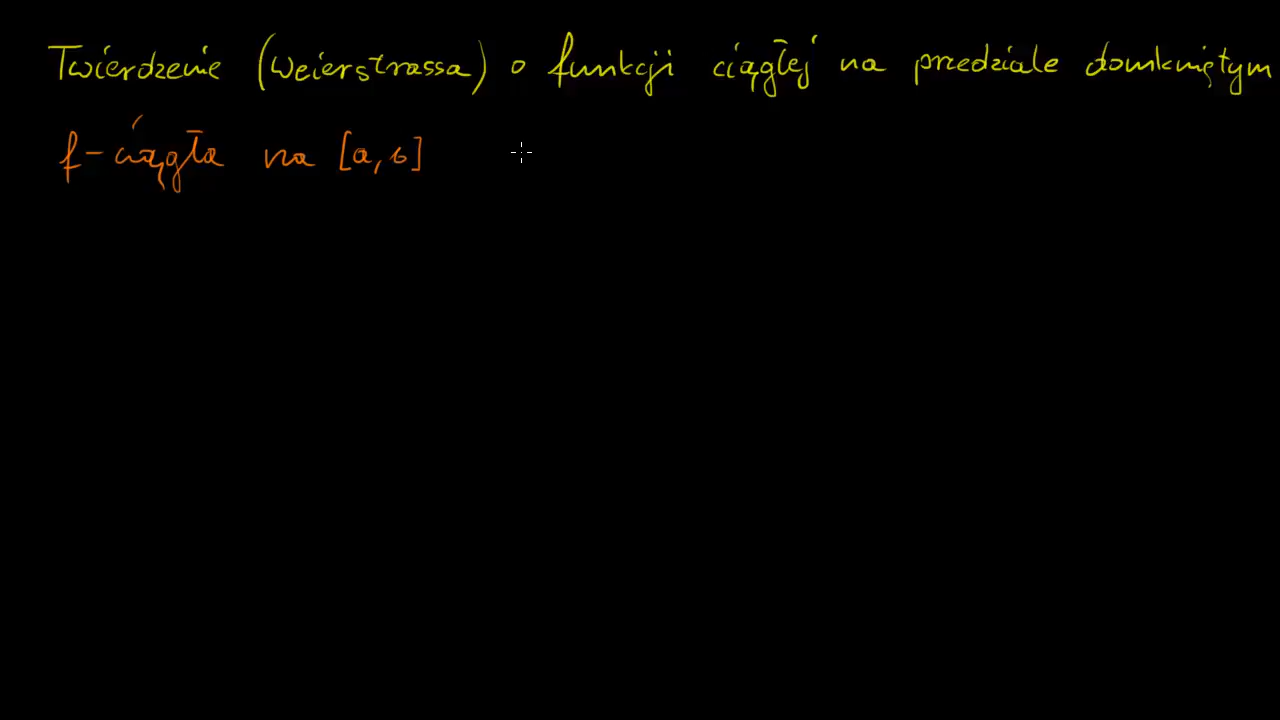 Twierdzenie (Weierstrassa) o funkcji ciągłej na przedziale domkniętym
f-ciągła na [a,b]